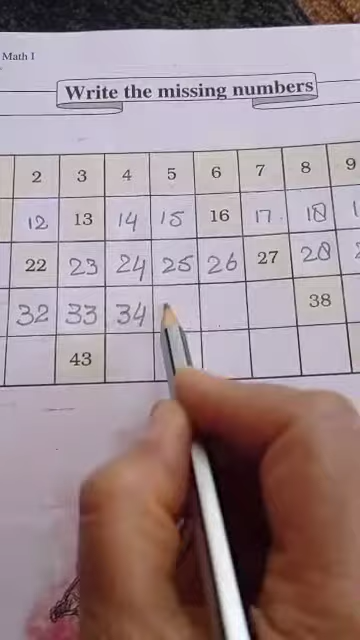 Math I
Write the missing numbers
2 3 4 5 6 7 8 9
12 13 14 15 16 17 18
22 23 24 25 26 27 28
32 33 34 38
43